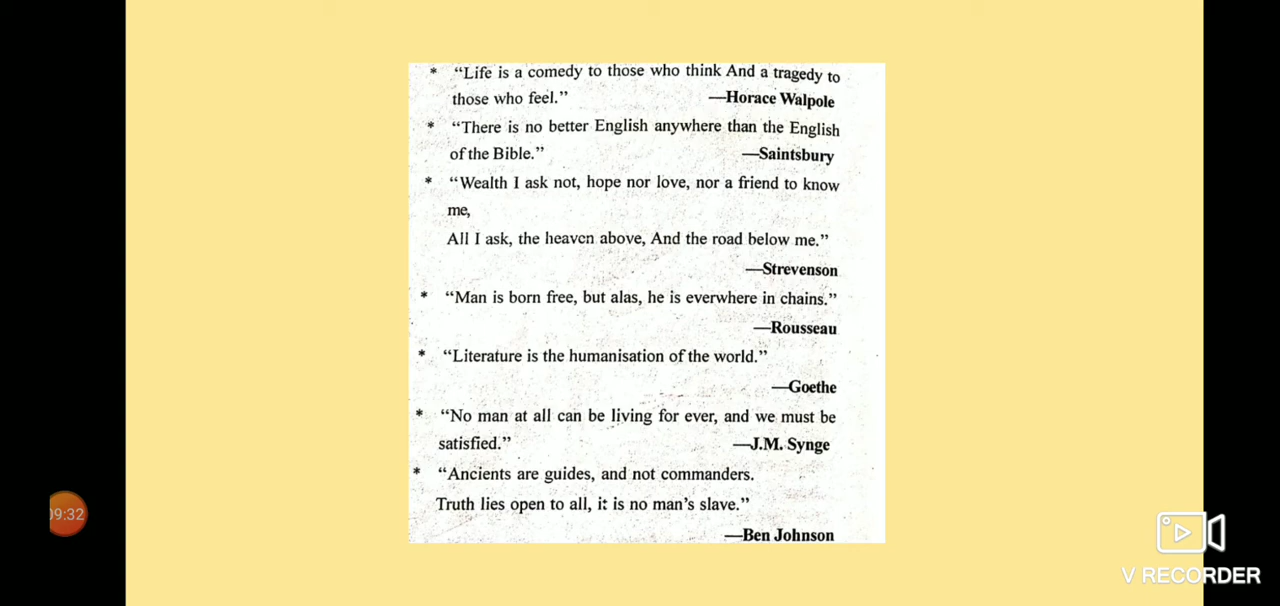 * “Life is a comedy to those who think And a tragedy to
those who feel.” —Horace Walpole
* “There is no better English anywhere than the English
of the Bible.” —Saintsbury
* “Wealth I ask not, hope nor love, nor a friend to know
me,
All I ask, the heaven above, And the road below me.”
—Strevenson
* “Man is born free, but alas, he is everwhere in chains.”
—Rousseau
* “Literature is the humanisation of the world.”
—Goethe
* “No man at all can be living for ever, and we must be
satisfied.” —J.M. Synge
* “Ancients are guides, and not commanders.
Truth lies open to all, it is no man’s slave.”
—Ben Johnson
09:32
V RECORDER